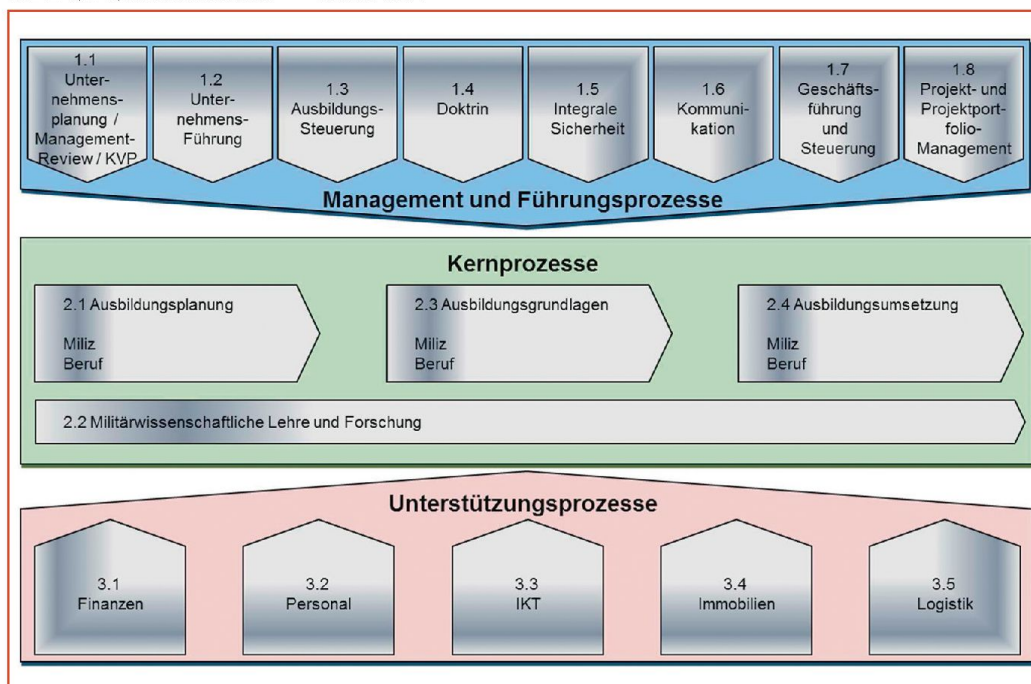 1.1
Unter-
nehmens-
planung /
Management-
Review / KVP
1.2
Unter-
nehmens-
Führung
1.3
Ausbildungs-
Steuerung
1.4
Doktrin
1.5
Integrale
Sicherheit
1.6
Kommuni-
kation
1.7
Geschäfts-
führung
und
Steuerung
1.8
Projekt- und
Projektport-
folio-
Management
Management und Führungsprozesse
Kernprozesse
2.1 Ausbildungsplanung
Miliz
Beruf
2.3 Ausbildungsgrundlagen
Miliz
Beruf
2.4 Ausbildungsumsetzung
Miliz
Beruf
2.2 Militärwissenschaftliche Lehre und Forschung
Unterstützungsprozesse
3.1
Finanzen
3.2
Personal
3.3
IKT
3.4
Immobilien
3.5
Logistik